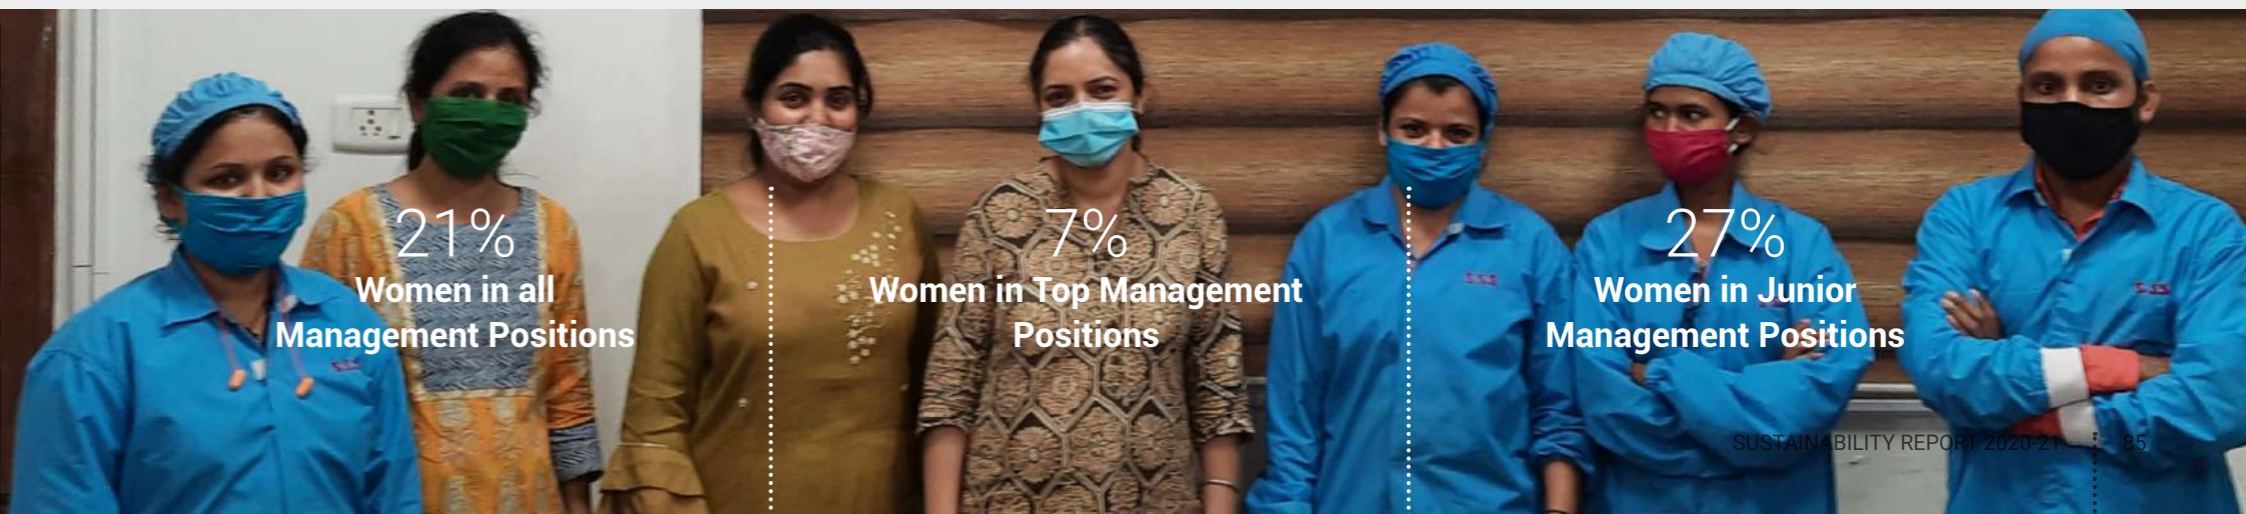 21%
Women in all
Management Positions
7%
Women in Top Management
Positions
27%
Women in Junior
Management Positions
SUSTAINABILITY REPORT 2020-21
85